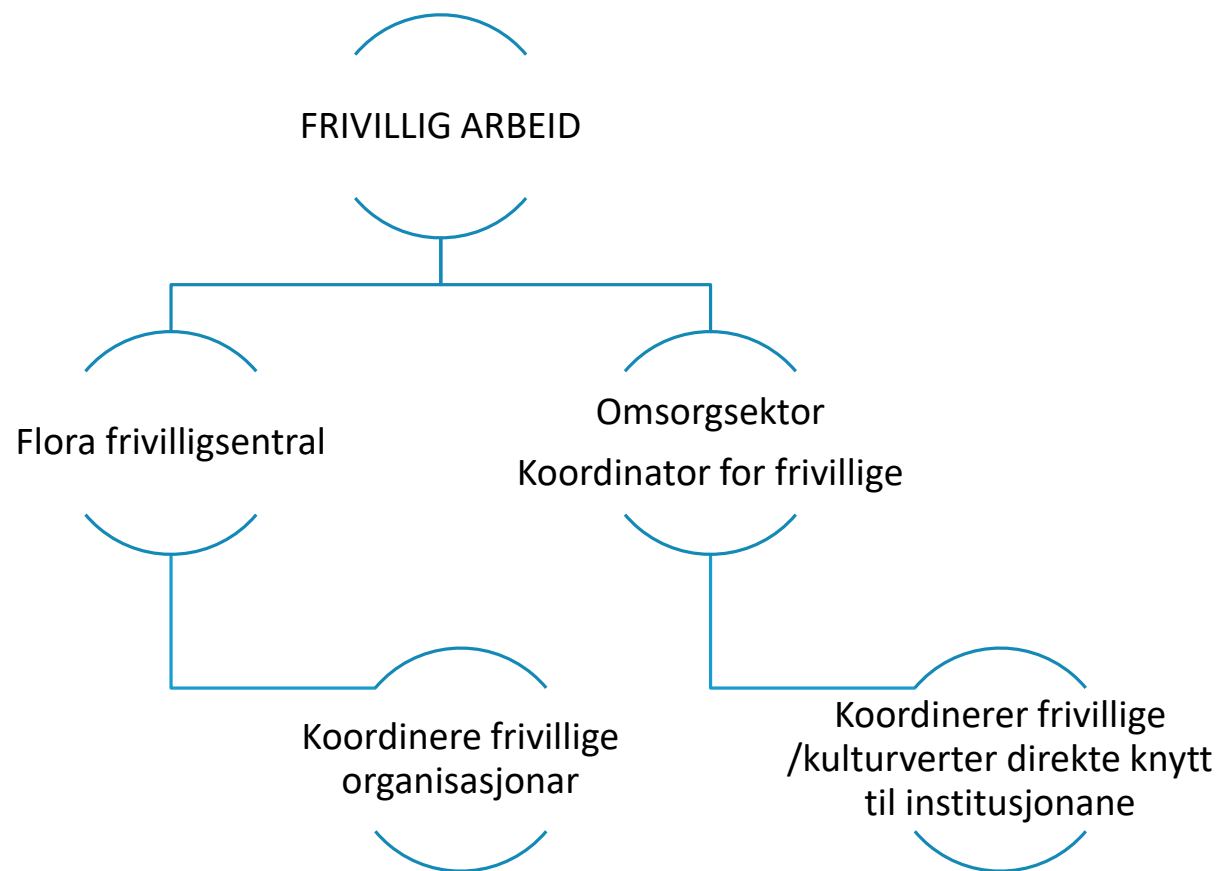 FRIVILLIG ARBEID
Flora frivilligsentral
Omsorgsektor
Koordinator for frivillige
Koordinere frivillige
organisasjonar
Koordinerer frivillige
/kulturverter direkte knytt
til institusjonane